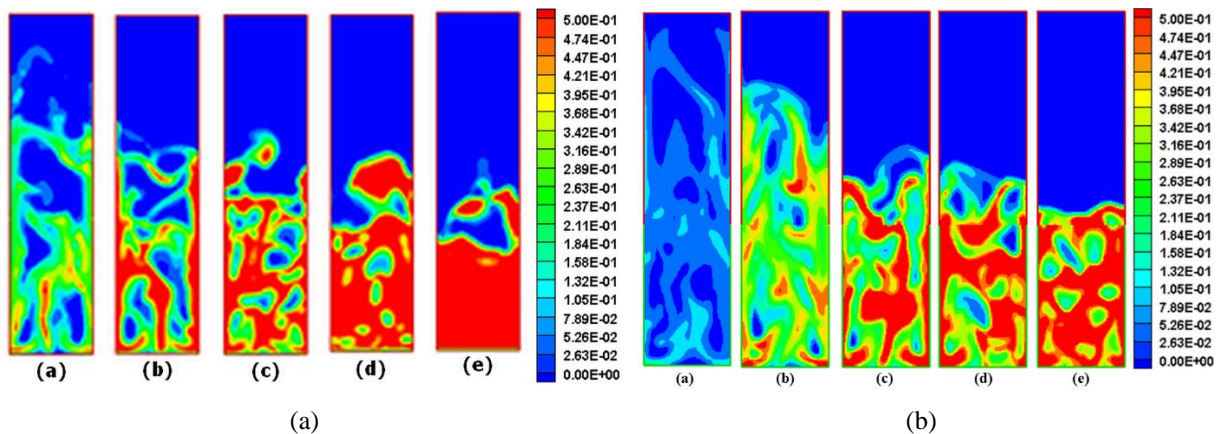 5.00E-01
4.74E-01
4.47E-01
4.21E-01
3.95E-01
3.68E-01
3.42E-01
3.16E-01
2.89E-01
2.63E-01
2.37E-01
2.11E-01
1.84E-01
1.58E-01
1.32E-01
1.05E-01
7.89E-02
5.26E-02
2.63E-02
0.00E+00
(a) (b) (c) (d) (e)
(a)
5.00E-01
4.74E-01
4.47E-01
4.21E-01
3.95E-01
3.68E-01
3.42E-01
3.16E-01
2.89E-01
2.63E-01
2.37E-01
2.11E-01
1.84E-01
1.58E-01
1.32E-01
1.05E-01
7.89E-02
5.26E-02
2.63E-02
0.00E+00
(a) (b) (c) (d) (e)
(b)